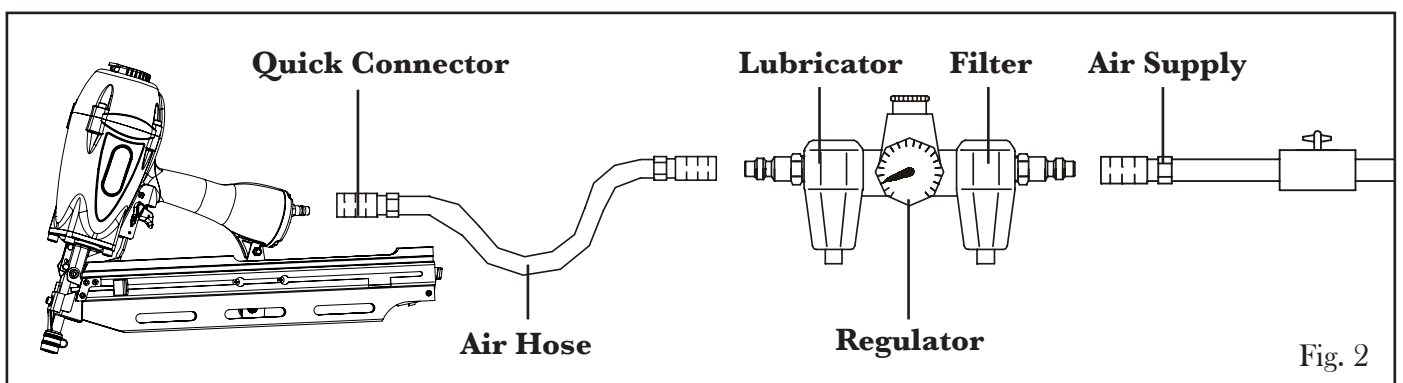 Quick Connector
Lubricator
Filter
Air Supply
Air Hose
Regulator
Fig. 2